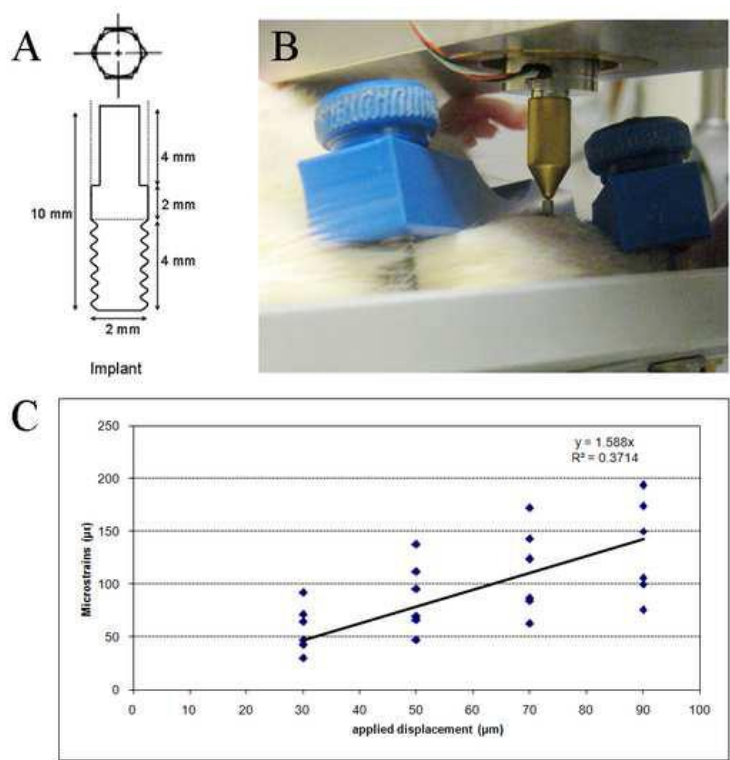 A
B
4 mm
10 mm
2 mm
4 mm
2 mm
Implant
C
y = 1.588x
R² = 0.3714
250
200
150
100
50
0
Microstrains (με)
0 10 20 30 40 50 60 70 80 90 100
applied displacement (μm)